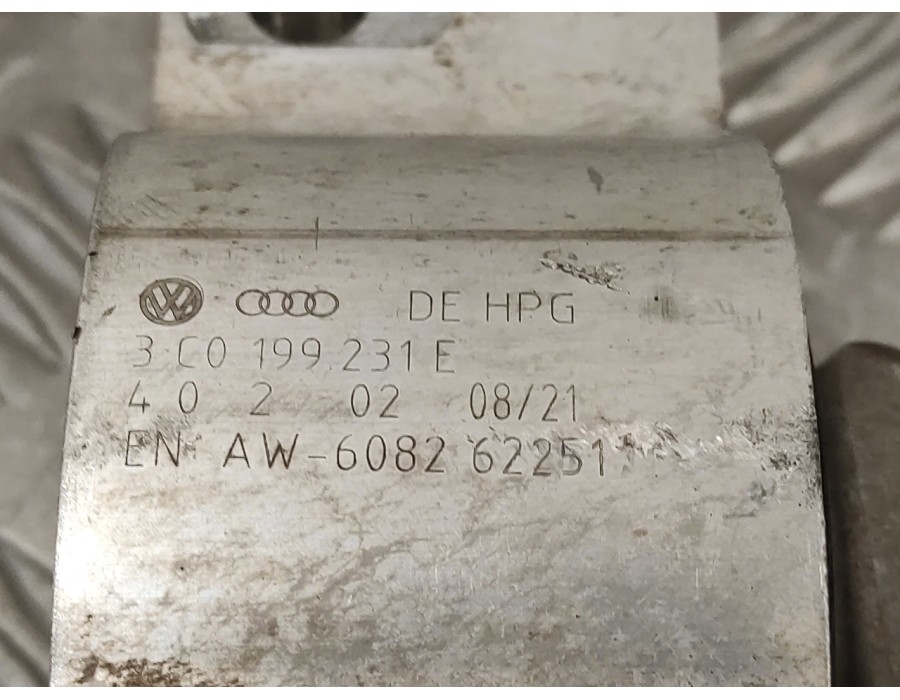 DE HPG
3 C0 199 231 E
4 0 2 02 08/21
EN AW-6082 62251